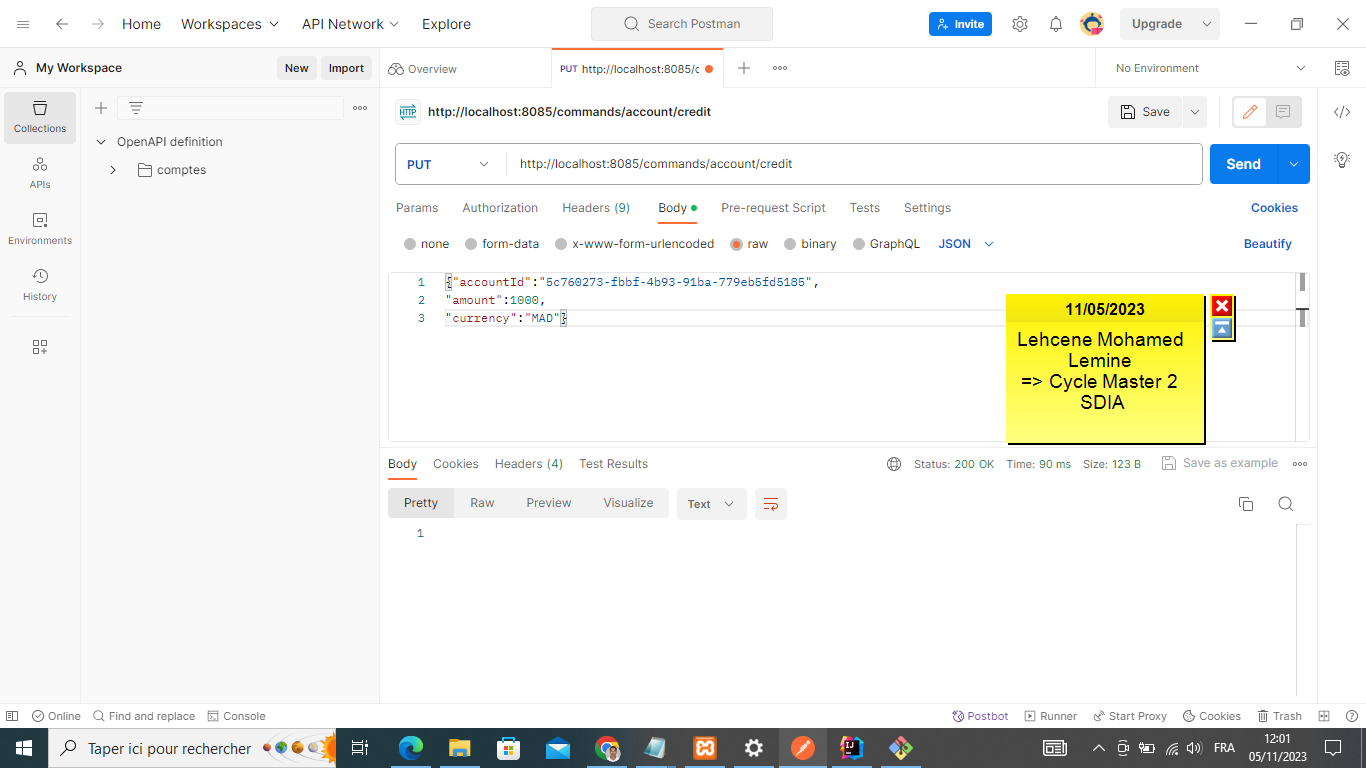 Home Workspaces API Network Explore Search Postman Invite Upgrade
My Workspace New Import Overview PUT http://localhost:8085/c No Environment
Collections
APIs
Environments
History
OpenAPI definition
comptes
HTTP http://localhost:8085/commands/account/credit Save
PUT http://localhost:8085/commands/account/credit Send
Params Authorization Headers (9) Body Pre-request Script Tests Settings Cookies
none form-data x-www-form-urlencoded raw binary GraphQL JSON Beautify
1 {"accountId":"5c760273-fbbf-4b93-91ba-779eb5fd5185",
2 "amount":1000,
3 "currency":"MAD"}
11/05/2023
Lehcene Mohamed
Lemine
=> Cycle Master 2
SDIA
Body Cookies Headers (4) Test Results Status: 200 OK Time: 90 ms Size: 123 B Save as example
Pretty Raw Preview Visualize Text
1
Online Find and replace Console Postbot Runner Start Proxy Cookies Trash
Taper ici pour rechercher FRA 12:01
05/11/2023